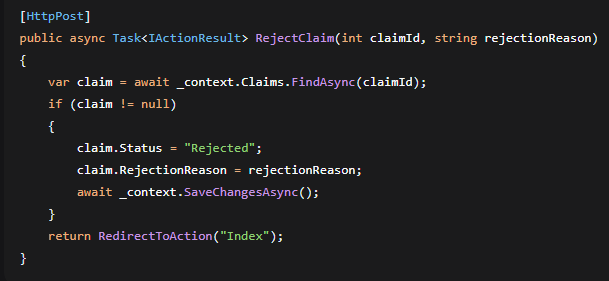 [HttpPost]
public async Task<IActionResult> RejectClaim(int claimId, string rejectionReason)
{
    var claim = await _context.Claims.FindAsync(claimId);
    if (claim != null)
    {
        claim.Status = "Rejected";
        claim.RejectionReason = rejectionReason;
        await _context.SaveChangesAsync();
    }
    return RedirectToAction("Index");
}